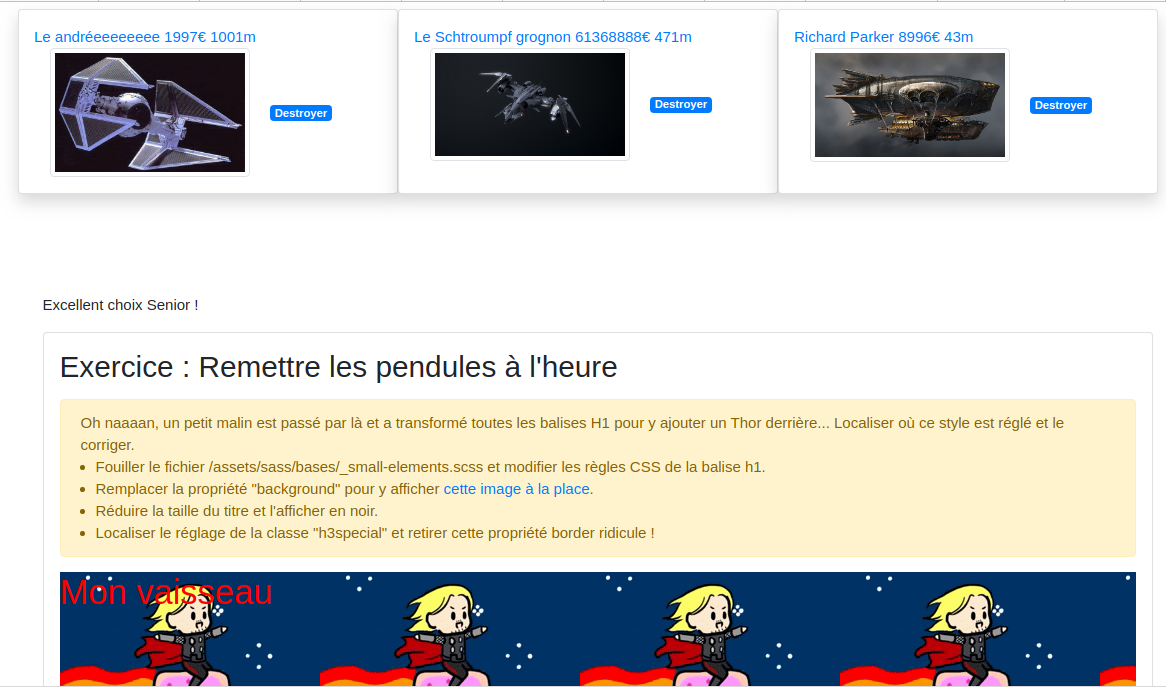 Le andréeeeeeeee 1997€ 1001m
Destroyer
Le Schtroumpf grognon 61368888€ 471m
Destroyer
Richard Parker 8996€ 43m
Destroyer
Excellent choix Senior !
Exercice : Remettre les pendules à l'heure
Oh naaaan, un petit malin est passé par là et a transformé toutes les balises H1 pour y ajouter un Thor derrière... Localiser où ce style est réglé et le
corriger.
Fouiller le fichier /assets/sass/bases/_small-elements.scss et modifier les règles CSS de la balise h1.
Remplacer la propriété "background" pour y afficher cette image à la place.
Réduire la taille du titre et l'afficher en noir.
Localiser le réglage de la classe "h3special" et retirer cette propriété border ridicule !
Mon vaisseau